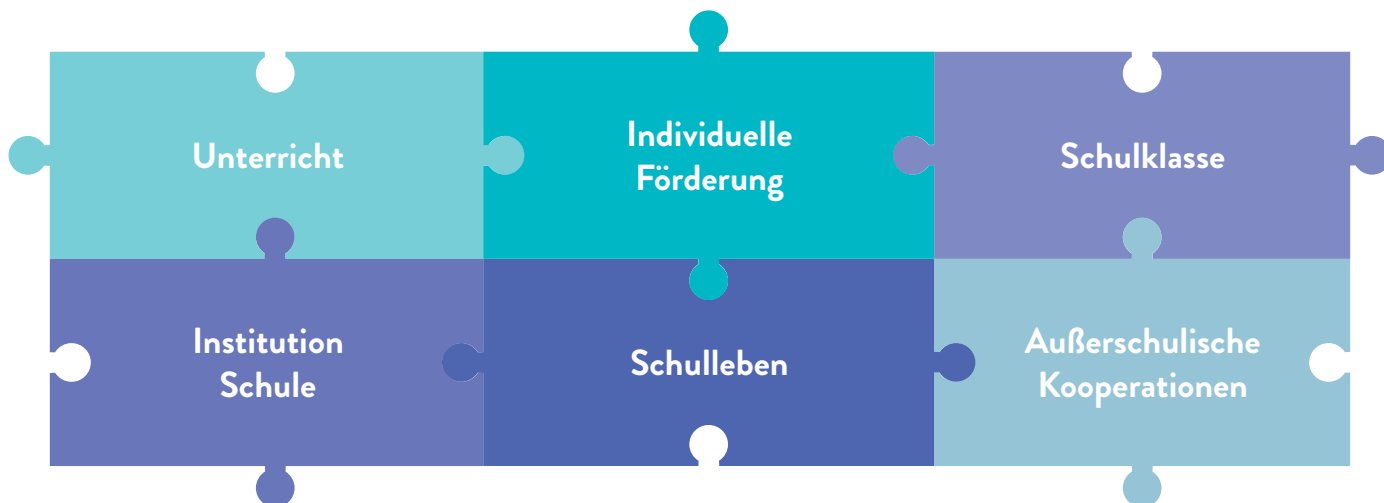 Unterricht
Individuelle
Förderung
Schulklasse
Institution
Schule
Schulleben
Außerschulische
Kooperationen